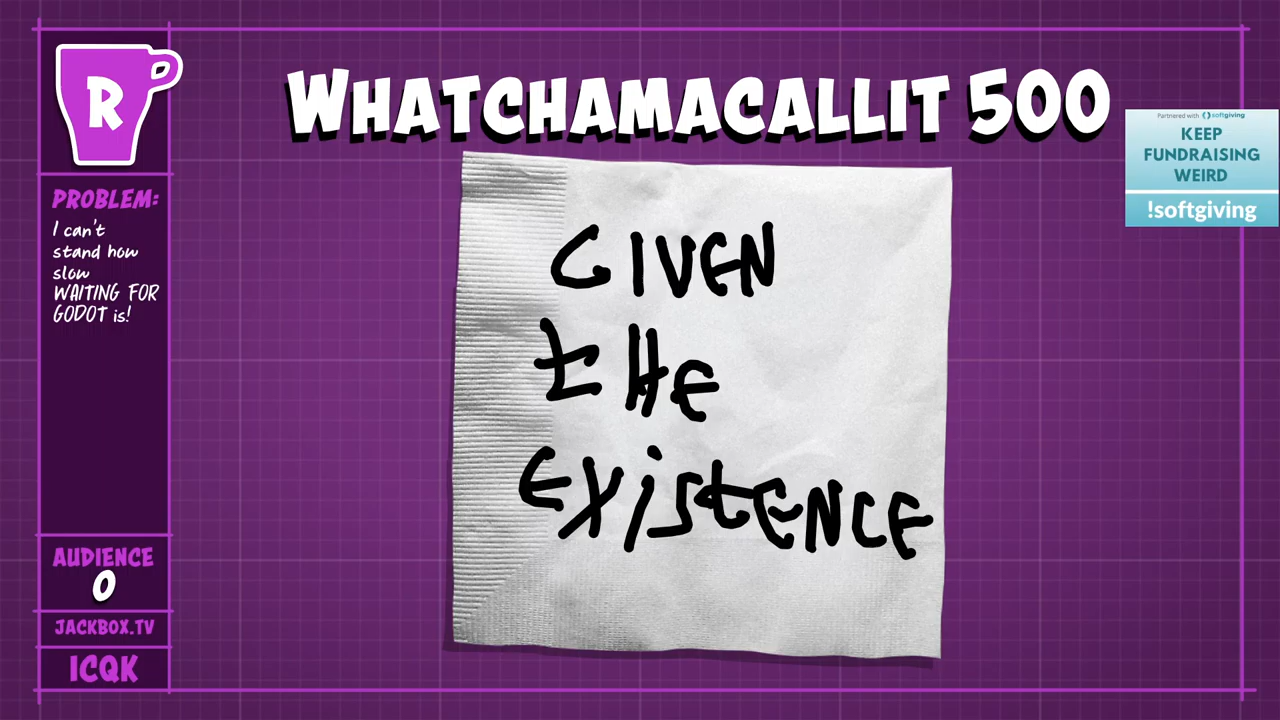 R
WHATCHAMACALLIT 500
Partnered with softgiving
KEEP
FUNDRAISING
WEIRD
!softgiving
PROBLEM:
I can't
stand how
slow
WAITING FOR
GODOT is!
GIVEN
tHE
EXiStENCE
AUDIENCE
0
JACKBOX.TV
ICQK